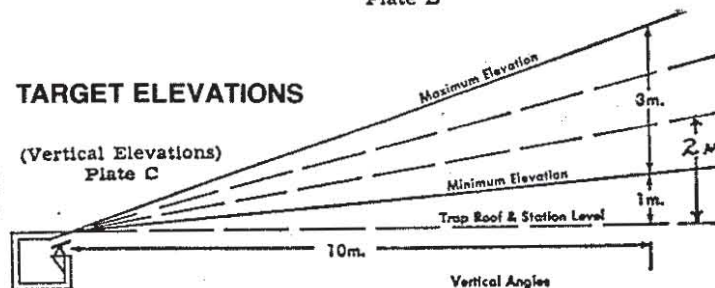 Plate B
TARGET ELEVATIONS
Maximum Elevation
3m.
(Vertical Elevations)
Plate C
2 M
Minimum Elevation
1m.
Trap Roof & Station Level
10m.
Vertical Angles